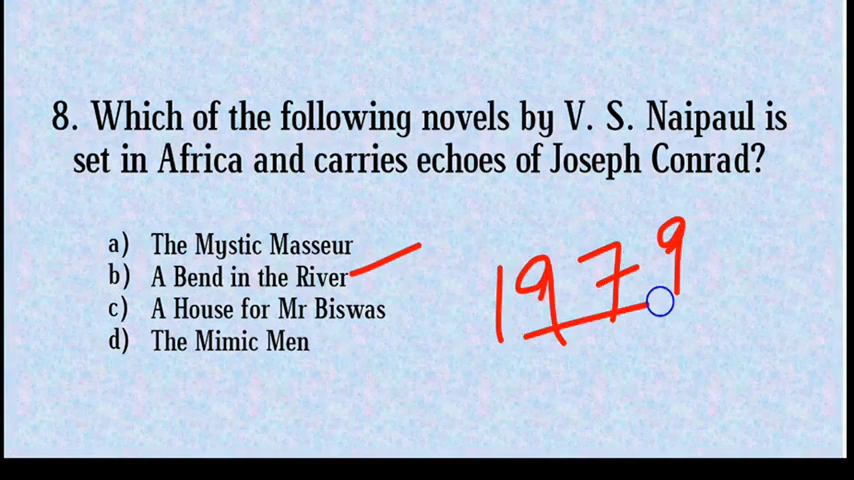 8. Which of the following novels by V. S. Naipaul is
set in Africa and carries echoes of Joseph Conrad?
a) The Mystic Masseur
b) A Bend in the River
c) A House for Mr Biswas
d) The Mimic Men
1979